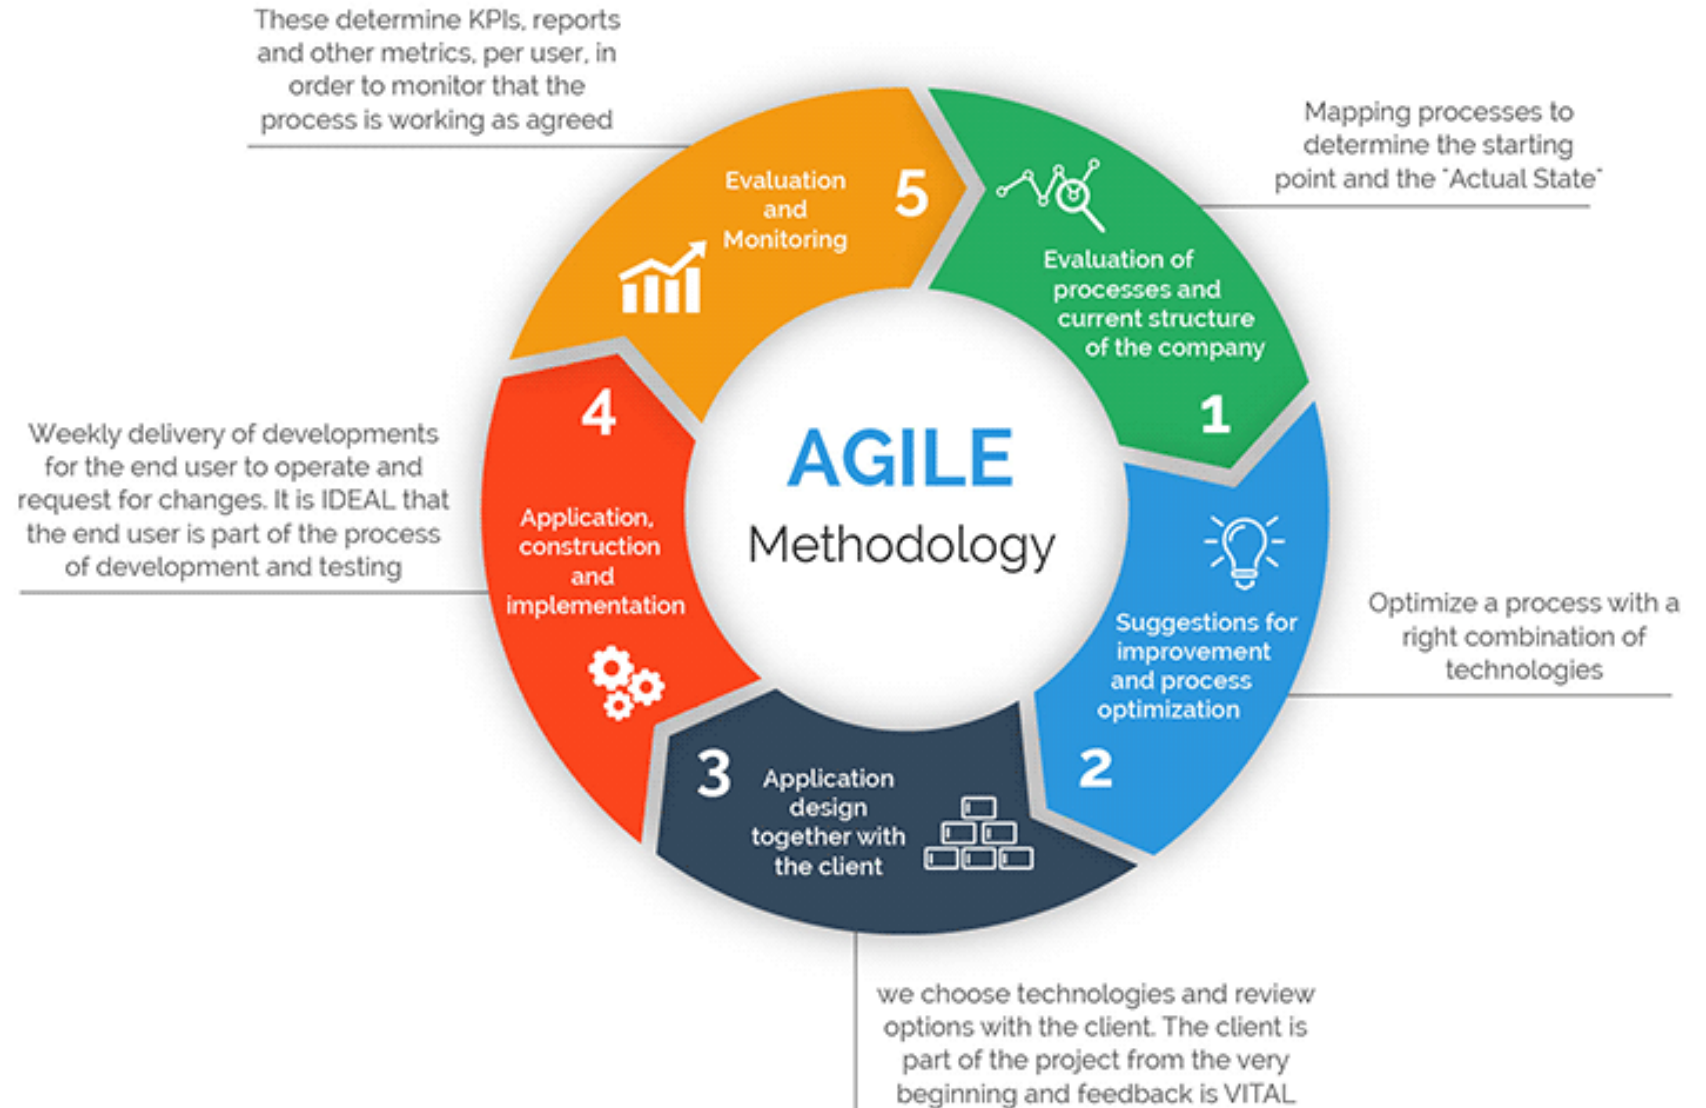 These determine KPIs, reports
and other metrics, per user, in
order to monitor that the
process is working as agreed
Mapping processes to
determine the starting
point and the "Actual State"
Evaluation
and
Monitoring
5
Evaluation of
processes and
current structure
of the company
1
AGILE
Methodology
4
Application,
construction
and
implementation
Weekly delivery of developments
for the end user to operate and
request for changes. It is IDEAL that
the end user is part of the process
of development and testing
Suggestions for
improvement
and process
optimization
2
Optimize a process with a
right combination of
technologies
3
Application
design
together with
the client
we choose technologies and review
options with the client. The client is
part of the project from the very
beginning and feedback is VITAL